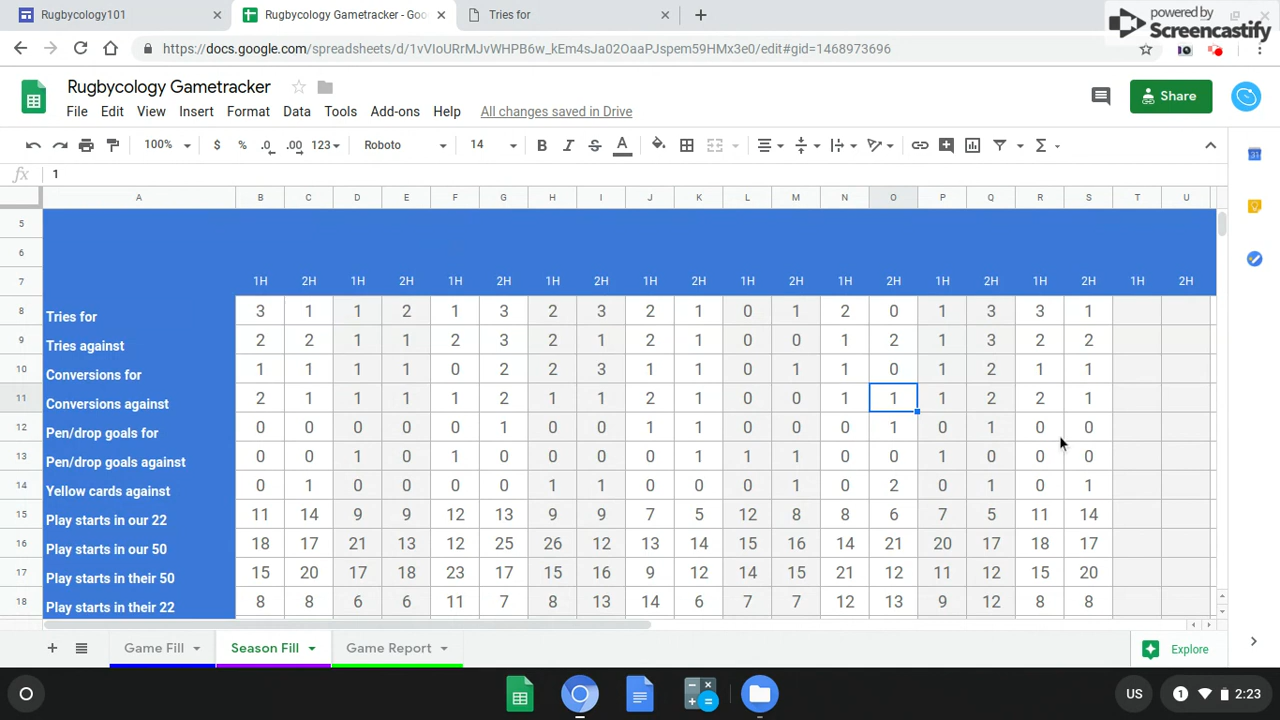 Rugbycology101
Rugbycology Gametracker - Goo
Tries for
powered by
Screencastify
https://docs.google.com/spreadsheets/d/1vVIoURrMJvWHPB6w_kEm4sJa02OaaPJspem59HMx3e0/edit#gid=1468973696
Rugbycology Gametracker
File Edit View Insert Format Data Tools Add-ons Help All changes saved in Drive
Share
100% $ % .0 .00 123 Roboto 14 B I S A
fx 1
A B C D E F G H I J K L M N O P Q R S T U
5
6
7 1H 2H 1H 2H 1H 2H 1H 2H 1H 2H 1H 2H 1H 2H 1H 2H 1H 2H 1H 2H
8 Tries for 3 1 1 2 1 3 2 3 2 1 0 1 2 0 1 3 3 1
9 Tries against 2 2 1 1 2 3 2 1 2 1 0 0 1 2 1 3 2 2
10 Conversions for 1 1 1 1 0 2 2 3 1 1 0 1 1 0 1 2 1 1
11 Conversions against 2 1 1 1 1 2 1 1 2 1 0 0 1 1 1 2 2 1
12 Pen/drop goals for 0 0 0 0 0 1 0 0 1 1 0 0 0 1 0 1 0 0
13 Pen/drop goals against 0 0 1 0 1 0 0 0 0 1 1 1 0 0 1 0 0 0
14 Yellow cards against 0 1 0 0 0 0 1 1 0 0 0 1 0 2 0 1 0 1
15 Play starts in our 22 11 14 9 9 12 13 9 9 7 5 12 8 8 6 7 5 11 14
16 Play starts in our 50 18 17 21 13 12 25 26 12 13 14 15 16 14 21 20 17 18 17
17 Play starts in their 50 15 20 17 18 23 17 15 16 9 12 14 15 21 12 11 12 15 20
18 Play starts in their 22 8 8 6 6 11 7 8 13 14 6 7 7 12 13 9 12 8 8
Game Fill Season Fill Game Report Explore
US 1 2:23